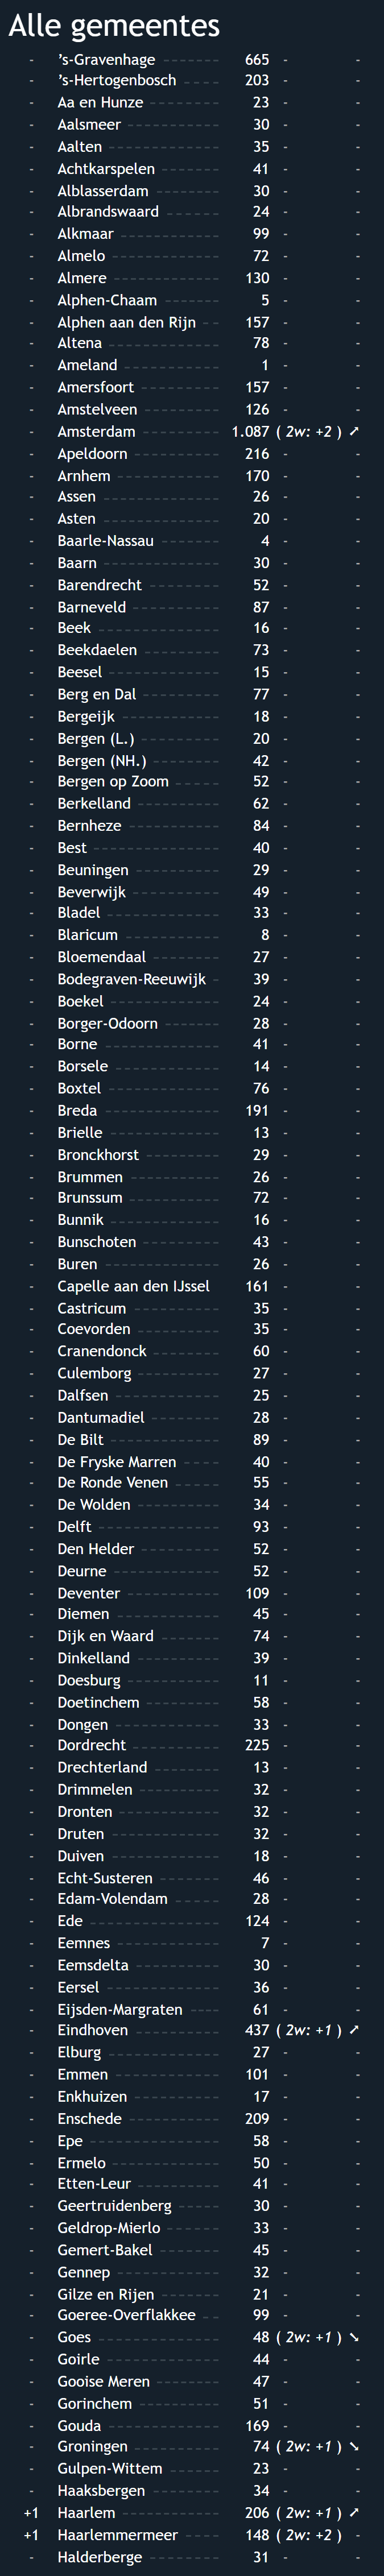 Alle gemeentes
- ’s-Gravenhage ------- 665 - -
- ’s-Hertogenbosch ----- 203 - -
- Aa en Hunze --------- 23 - -
- Aalsmeer ------------ 30 - -
- Aalten -------------- 35 - -
- Achtkarspelen -------- 41 - -
- Alblasserdam -------- 30 - -
- Albrandswaard ------- 24 - -
- Alkmaar ------------- 99 - -
- Almelo -------------- 72 - -
- Almere -------------- 130 - -
- Alphen-Chaam ------- 5 - -
- Alphen aan den Rijn -- 157 - -
- Altena -------------- 78 - -
- Ameland ------------- 1 - -
- Amersfoort ---------- 157 - -
- Amstelveen ---------- 126 - -
- Amsterdam ----------- 1.087 ( 2w: +2 ) ➚
- Apeldoorn ----------- 216 - -
- Arnhem -------------- 170 - -
- Assen --------------- 26 - -
- Asten --------------- 20 - -
- Baarle-Nassau ------- 4 - -
- Baarn --------------- 30 - -
- Barendrecht --------- 52 - -
- Barneveld ----------- 87 - -
- Beek ---------------- 16 - -
- Beekdaelen ---------- 73 - -
- Beesel -------------- 15 - -
- Berg en Dal ---------- 77 - -
- Bergeijk ------------- 18 - -
- Bergen (L.) ---------- 20 - -
- Bergen (NH.) --------- 42 - -
- Bergen op Zoom ----- 52 - -
- Berkelland ----------- 62 - -
- Bernheze ------------ 84 - -
- Best ---------------- 40 - -
- Beuningen ----------- 29 - -
- Beverwijk ----------- 49 - -
- Bladel -------------- 33 - -
- Blaricum ------------ 8 - -
- Bloemendaal --------- 27 - -
- Bodegraven-Reeuwijk - 39 - -
- Boekel -------------- 24 - -
- Borger-Odoorn ------- 28 - -
- Borne --------------- 41 - -
- Borsele ------------- 14 - -
- Boxtel -------------- 76 - -
- Breda --------------- 191 - -
- Brielle -------------- 13 - -
- Bronckhorst --------- 29 - -
- Brummen ------------ 26 - -
- Brunssum ------------ 72 - -
- Bunnik -------------- 16 - -
- Bunschoten ---------- 43 - -
- Buren --------------- 26 - -
- Capelle aan den IJssel 161 - -
- Castricum ----------- 35 - -
- Coevorden ----------- 35 - -
- Cranendonck --------- 60 - -
- Culemborg ----------- 27 - -
- Dalfsen ------------- 25 - -
- Dantumadiel --------- 28 - -
- De Bilt -------------- 89 - -
- De Fryske Marren ---- 40 - -
- De Ronde Venen ----- 55 - -
- De Wolden ----------- 34 - -
- Delft --------------- 93 - -
- Den Helder ---------- 52 - -
- Deurne -------------- 52 - -
- Deventer ------------ 109 - -
- Diemen ------------- 45 - -
- Dijk en Waard ------- 74 - -
- Dinkelland ----------- 39 - -
- Doesburg ------------ 11 - -
- Doetinchem --------- 58 - -
- Dongen ------------- 33 - -
- Dordrecht ----------- 225 - -
- Drechterland -------- 13 - -
- Drimmelen ---------- 32 - -
- Dronten ------------- 32 - -
- Druten -------------- 32 - -
- Duiven -------------- 18 - -
- Echt-Susteren -------- 46 - -
- Edam-Volendam ----- 28 - -
- Ede ---------------- 124 - -
- Eemnes ------------- 7 - -
- Eemsdelta ----------- 30 - -
- Eersel -------------- 36 - -
- Eijsden-Margraten ---- 61 - -
- Eindhoven ----------- 437 ( 2w: +1 ) ➚
- Elburg -------------- 27 - -
- Emmen ------------- 101 - -
- Enkhuizen ----------- 17 - -
- Enschede ------------ 209 - -
- Epe ---------------- 58 - -
- Ermelo -------------- 50 - -
- Etten-Leur ---------- 41 - -
- Geertruidenberg ----- 30 - -
- Geldrop-Mierlo ------- 33 - -
- Gemert-Bakel -------- 45 - -
- Gennep ------------- 32 - -
- Gilze en Rijen -------- 21 - -
- Goeree-Overflakkee -- 99 - -
- Goes --------------- 48 ( 2w: +1 ) ➘
- Goirle -------------- 44 - -
- Gooise Meren -------- 47 - -
- Gorinchem ---------- 51 - -
- Gouda -------------- 169 - -
- Groningen ----------- 74 ( 2w: +1 ) ➘
- Gulpen-Wittem ------- 23 - -
- Haaksbergen --------- 34 - -
+1 Haarlem ------------ 206 ( 2w: +1 ) ➚
+1 Haarlemmermeer ---- 148 ( 2w: +2 ) -
- Halderberge --------- 31 - -